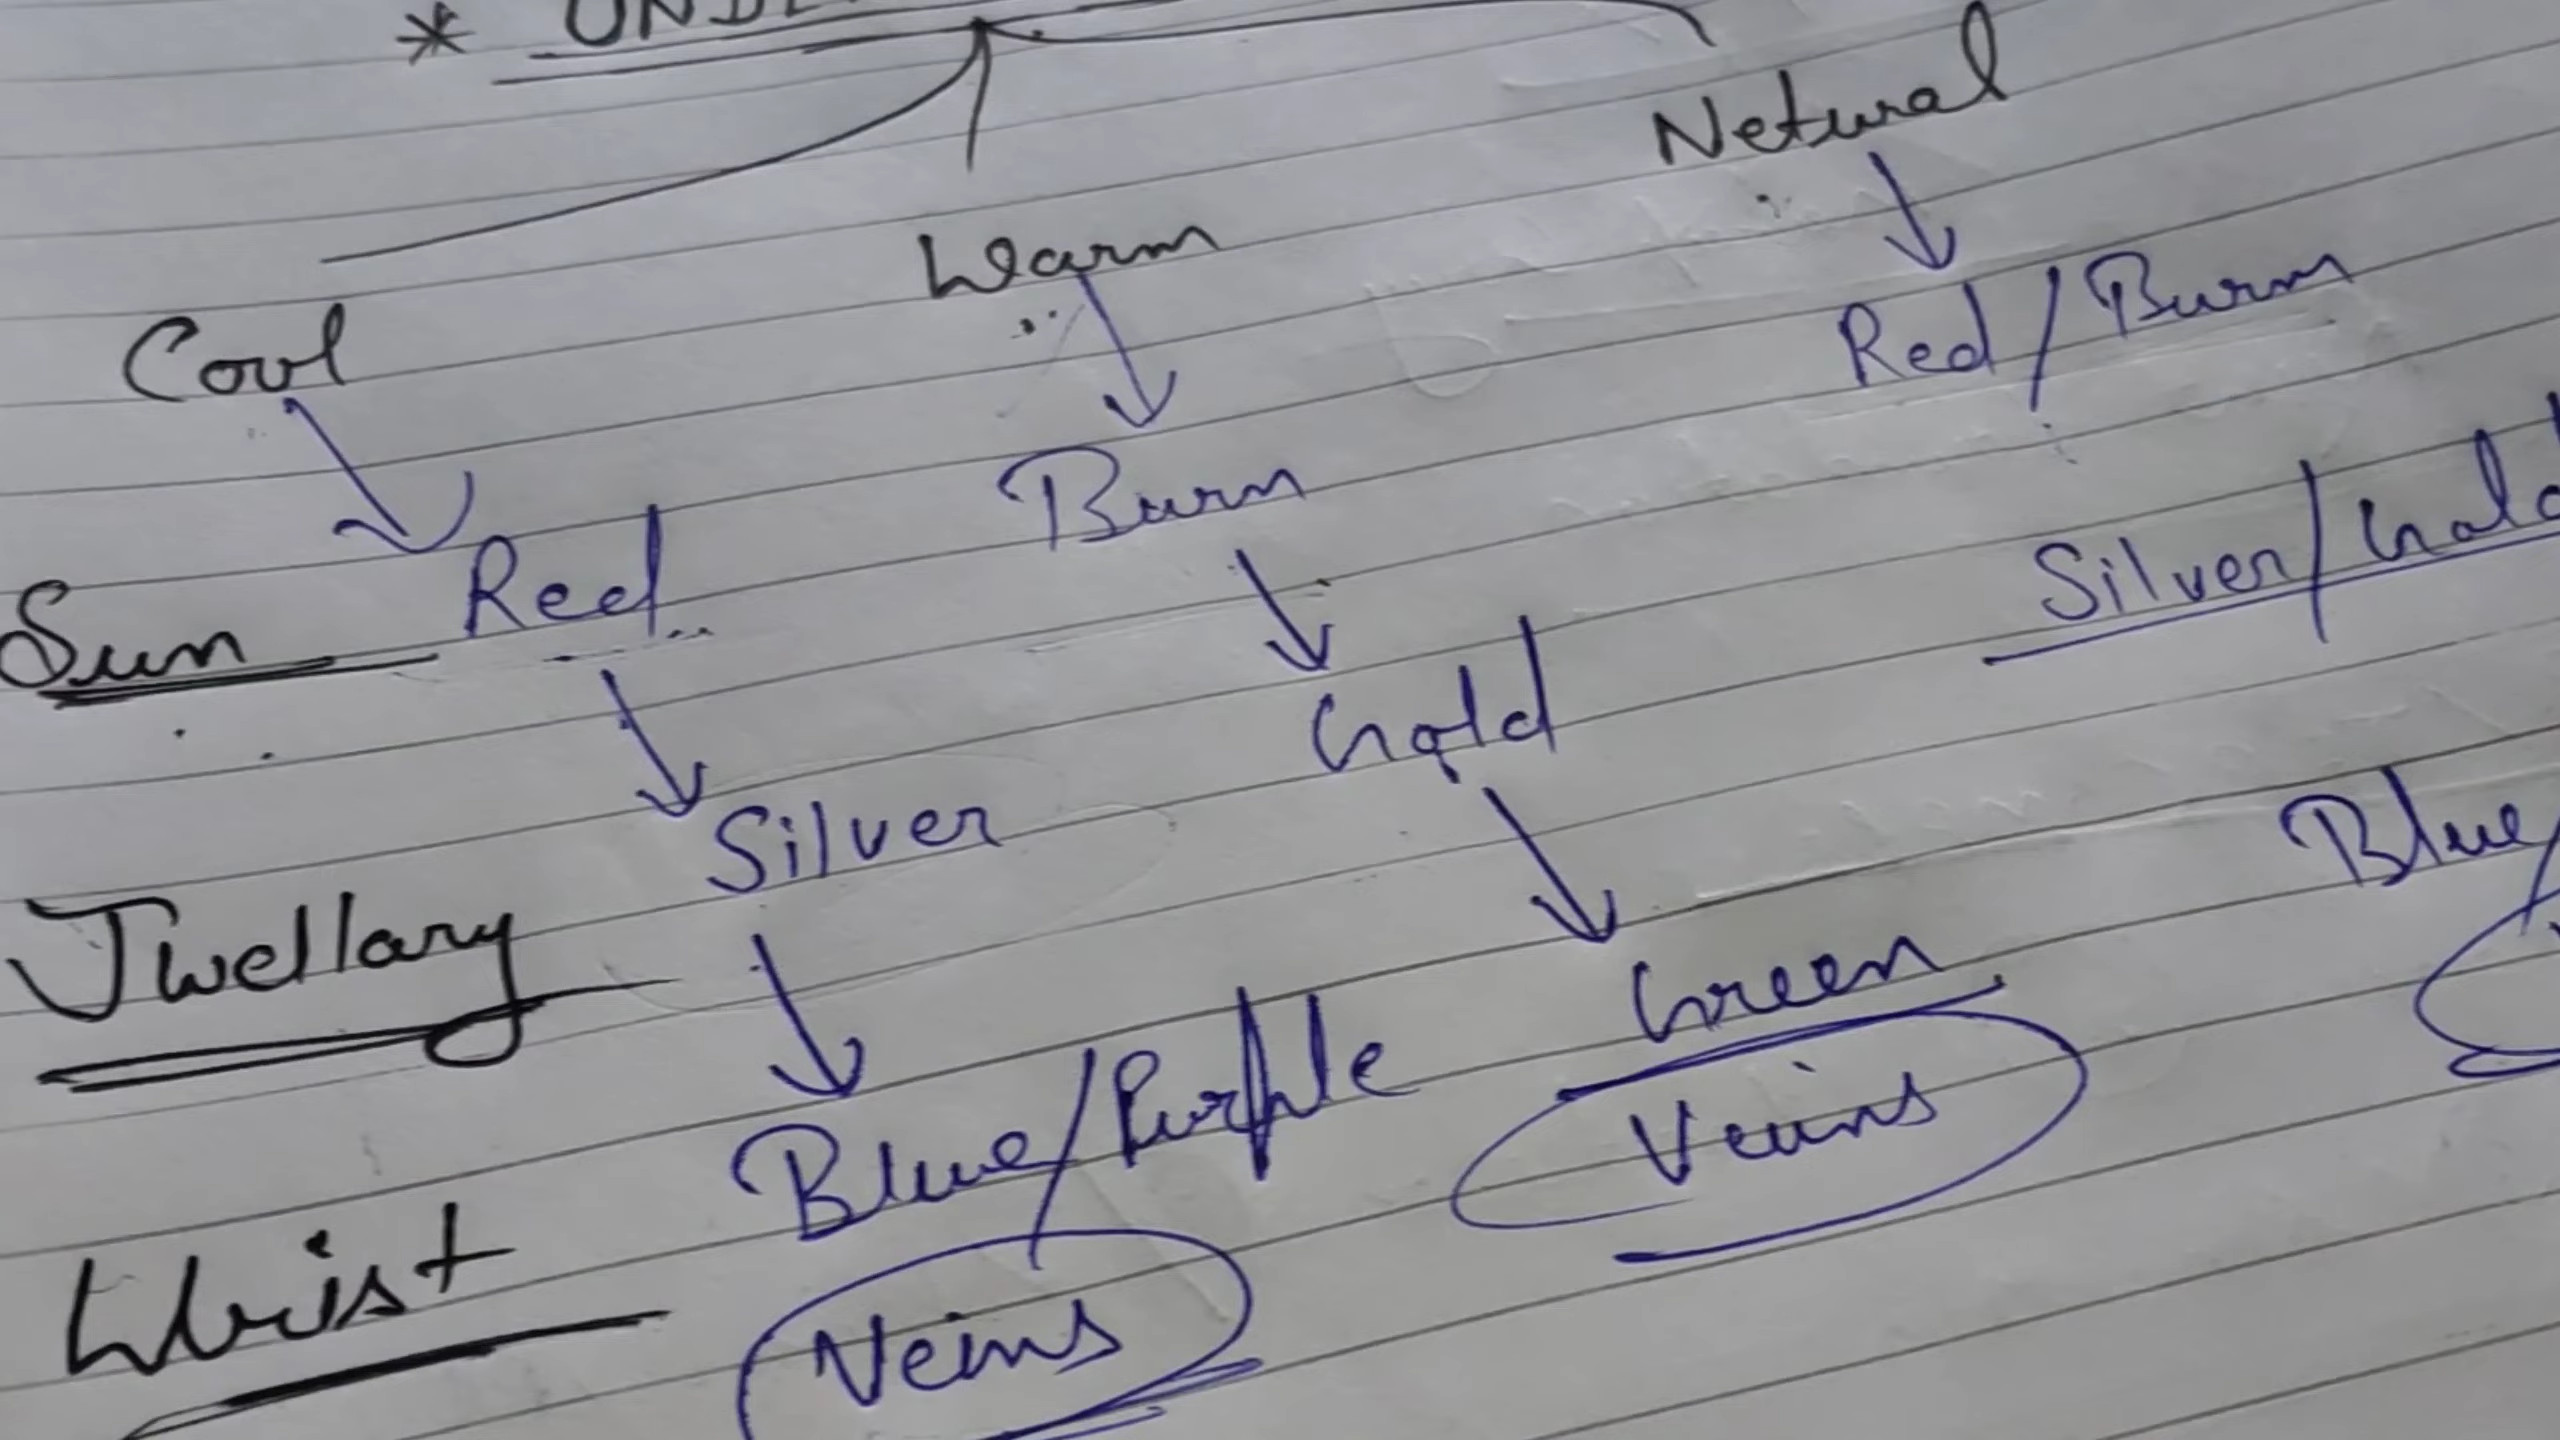 * UNDE
Cool Warm Netural
Sun Red Burn Red/Burn
Jwellary Silver Gold Silver/Gold
Wrist Blue/Purple Green Blue/
Veins Veins